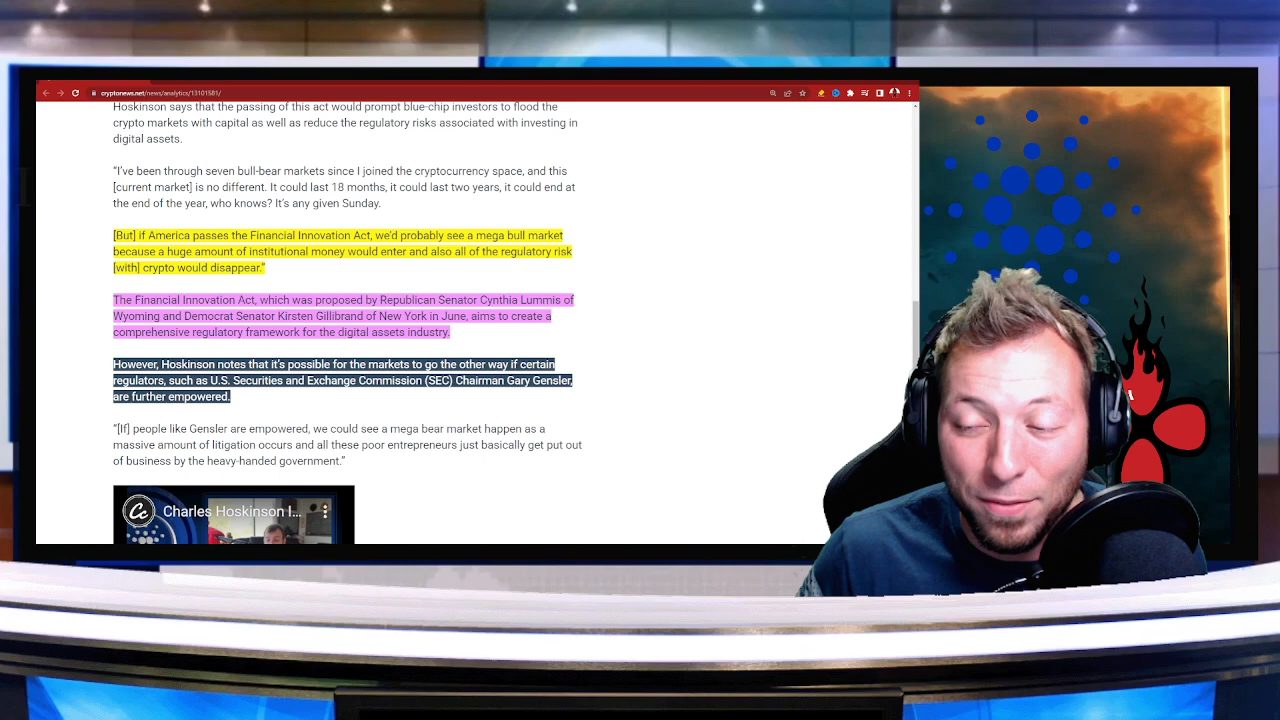 cryptonews.net/news/analytics/13101581/
Hoskinson says that the passing of this act would prompt blue-chip investors to flood the
crypto markets with capital as well as reduce the regulatory risks associated with investing in
digital assets.
“I’ve been through seven bull-bear markets since I joined the cryptocurrency space, and this
[current market] is no different. It could last 18 months, it could last two years, it could end at
the end of the year, who knows? It’s any given Sunday.
[But] if America passes the Financial Innovation Act, we’d probably see a mega bull market
because a huge amount of institutional money would enter and also all of the regulatory risk
[with] crypto would disappear.”
The Financial Innovation Act, which was proposed by Republican Senator Cynthia Lummis of
Wyoming and Democrat Senator Kirsten Gillibrand of New York in June, aims to create a
comprehensive regulatory framework for the digital assets industry.
However, Hoskinson notes that it’s possible for the markets to go the other way if certain
regulators, such as U.S. Securities and Exchange Commission (SEC) Chairman Gary Gensler,
are further empowered.
“[If] people like Gensler are empowered, we could see a mega bear market happen as a
massive amount of litigation occurs and all these poor entrepreneurs just basically get put out
of business by the heavy-handed government.”
Cc
Charles Hoskinson I...